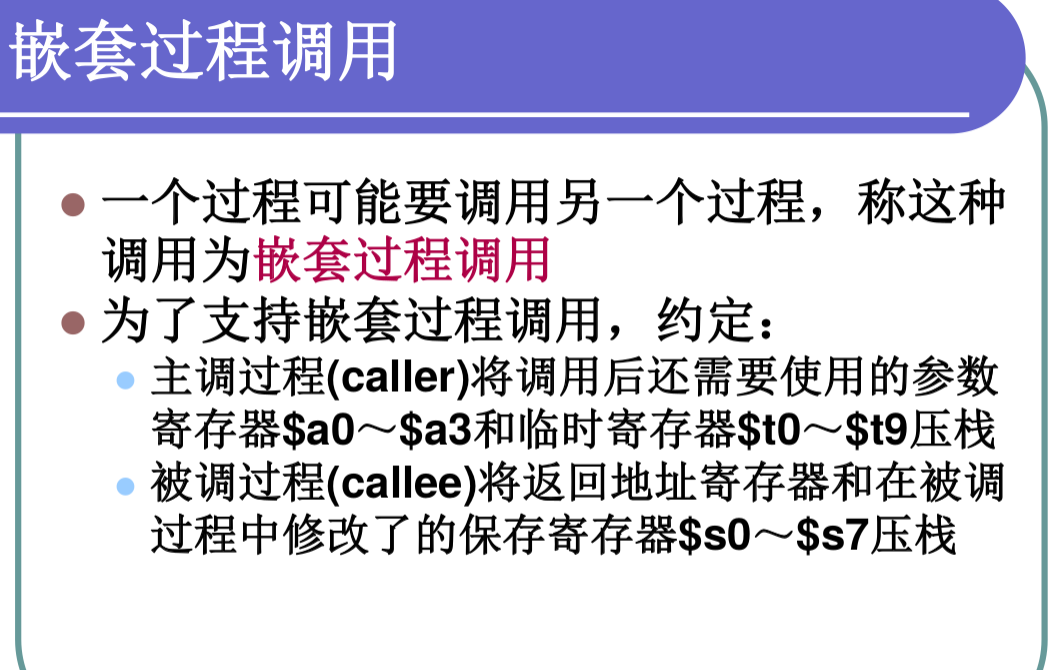 嵌套过程调用
一个过程可能要调用另一个过程，称这种
调用为嵌套过程调用
为了支持嵌套过程调用，约定：
主调过程(caller)将调用后还需要使用的参数
寄存器$a0～$a3和临时寄存器$t0～$t9压栈
被调过程(callee)将返回地址寄存器和在被调
过程中修改了的保存寄存器$s0～$s7压栈